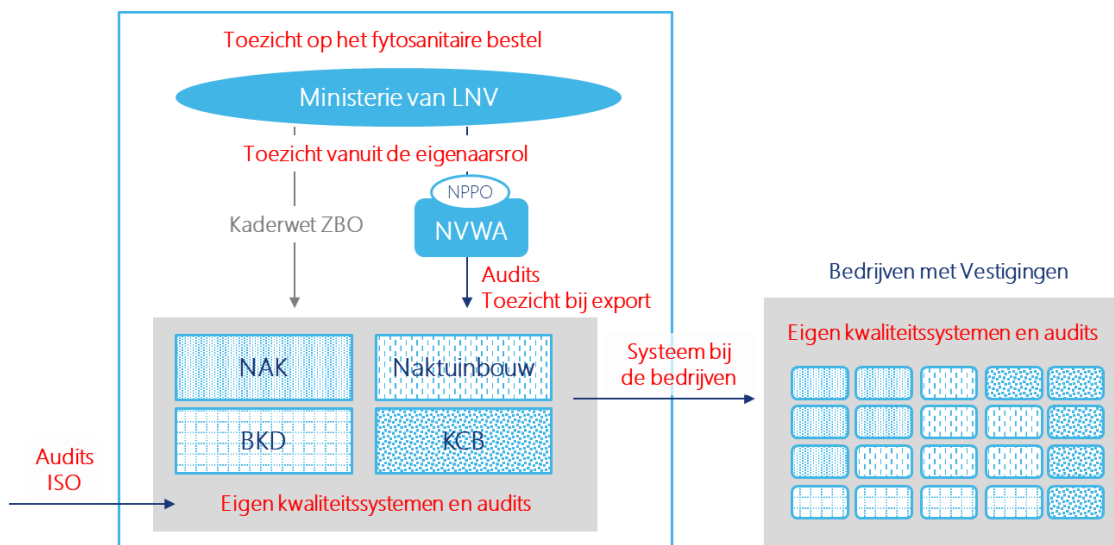 Toezicht op het fytosanitaire bestel
Ministerie van LNV
Toezicht vanuit de eigenaarsrol
NPPO
Kaderwet ZBO
NVWA
Audits
Toezicht bij export
Bedrijven met Vestigingen
NAK
Naktuinbouw
BKD
KCB
Eigen kwaliteitssystemen en audits
Audits
ISO
Systeem bij
de bedrijven
Eigen kwaliteitssystemen en audits